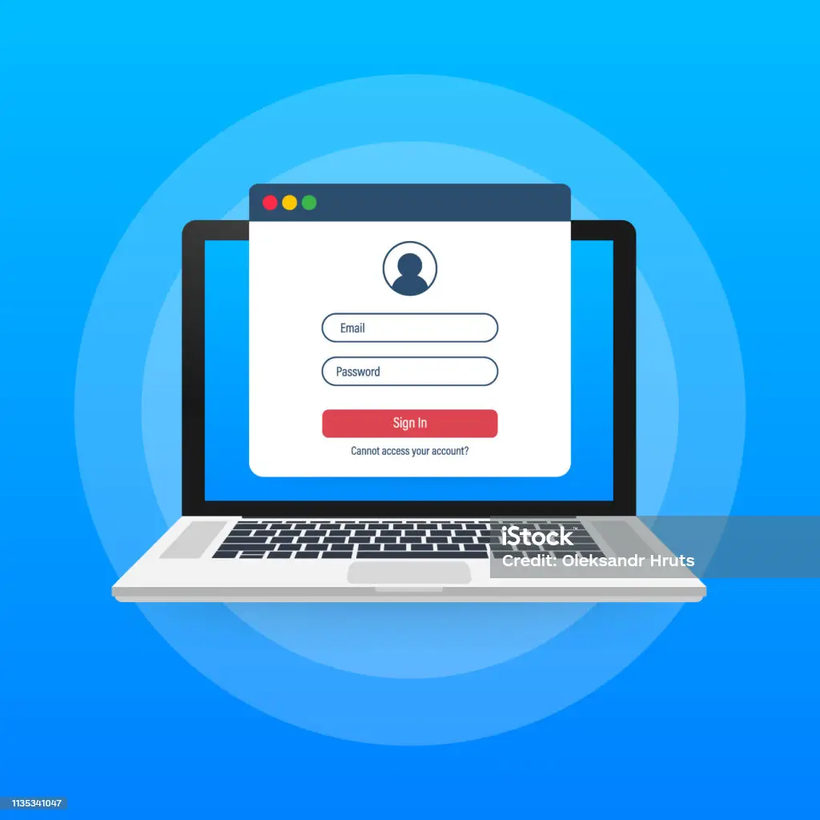 Email
Password
Sign In
Cannot access your account?
iStock
Credit: Oleksandr Hruts
1135341047